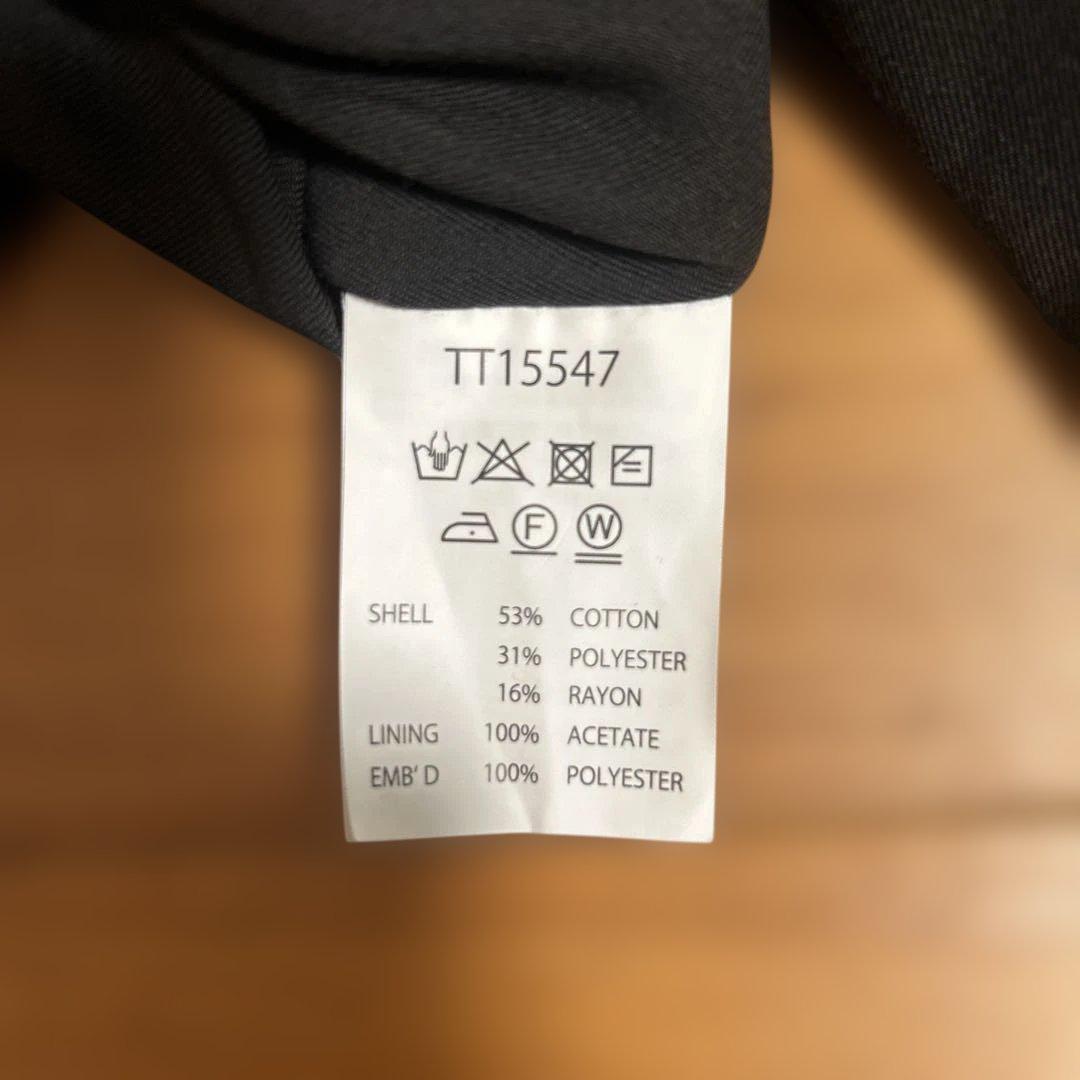 TT15547
F W
SHELL 53% COTTON
31% POLYESTER
16% RAYON
LINING 100% ACETATE
EMB' D 100% POLYESTER